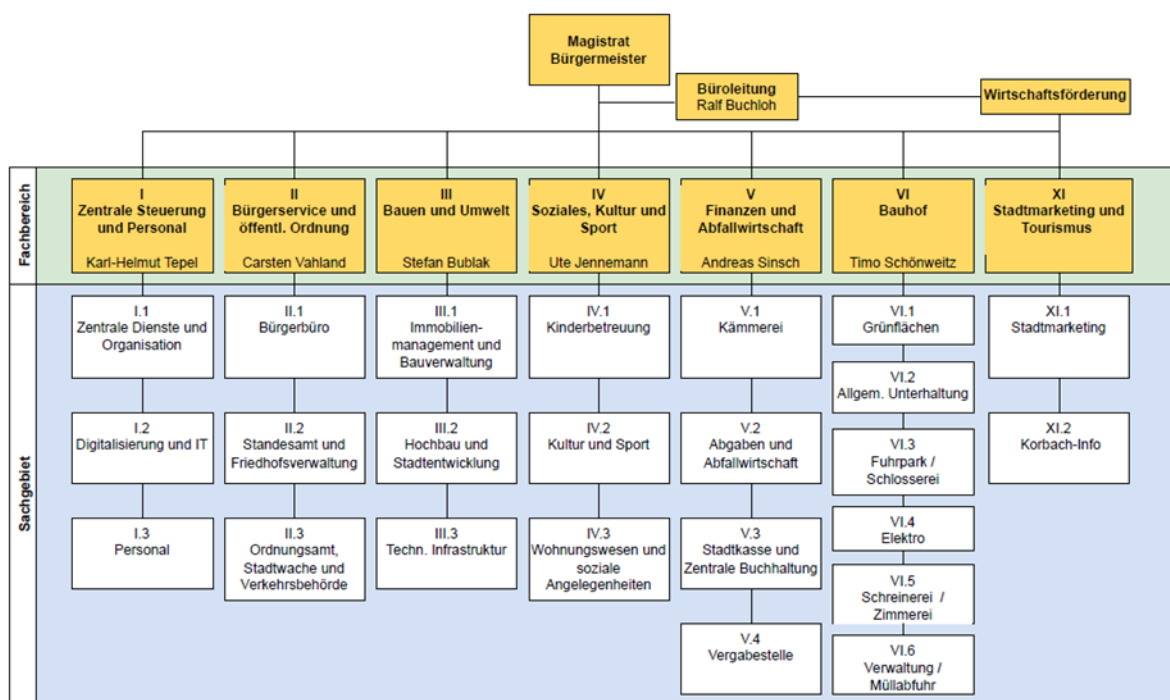 Magistrat
Bürgermeister
Büroleitung
Ralf Buchloh
Wirtschaftsförderung
Fachbereich
I
Zentrale Steuerung
und Personal
Karl-Helmut Tepel
II
Bürgerservice und
öffentl. Ordnung
Carsten Vahland
III
Bauen und Umwelt
Stefan Bublak
IV
Soziales, Kultur und
Sport
Ute Jennemann
V
Finanzen und
Abfallwirtschaft
Andreas Sinsch
VI
Bauhof
Timo Schönweitz
XI
Stadtmarketing und
Tourismus
Sachgebiet
I.1
Zentrale Dienste und
Organisation
I.2
Digitalisierung und IT
I.3
Personal
II.1
Bürgerbüro
II.2
Standesamt und
Friedhofsverwaltung
II.3
Ordnungsamt,
Stadtwache und
Verkehrsbehörde
III.1
Immobilien-
management und
Bauverwaltung
III.2
Hochbau und
Stadtentwicklung
III.3
Techn. Infrastruktur
IV.1
Kinderbetreuung
IV.2
Kultur und Sport
IV.3
Wohnungswesen und
soziale
Angelegenheiten
V.1
Kämmerei
V.2
Abgaben und
Abfallwirtschaft
V.3
Stadtkasse und
Zentrale Buchhaltung
V.4
Vergabestelle
VI.1
Grünflächen
VI.2
Allgem. Unterhaltung
VI.3
Fuhrpark /
Schlosserei
VI.4
Elektro
VI.5
Schreinerei /
Zimmerei
VI.6
Verwaltung /
Müllabfuhr
XI.1
Stadtmarketing
XI.2
Korbach-Info